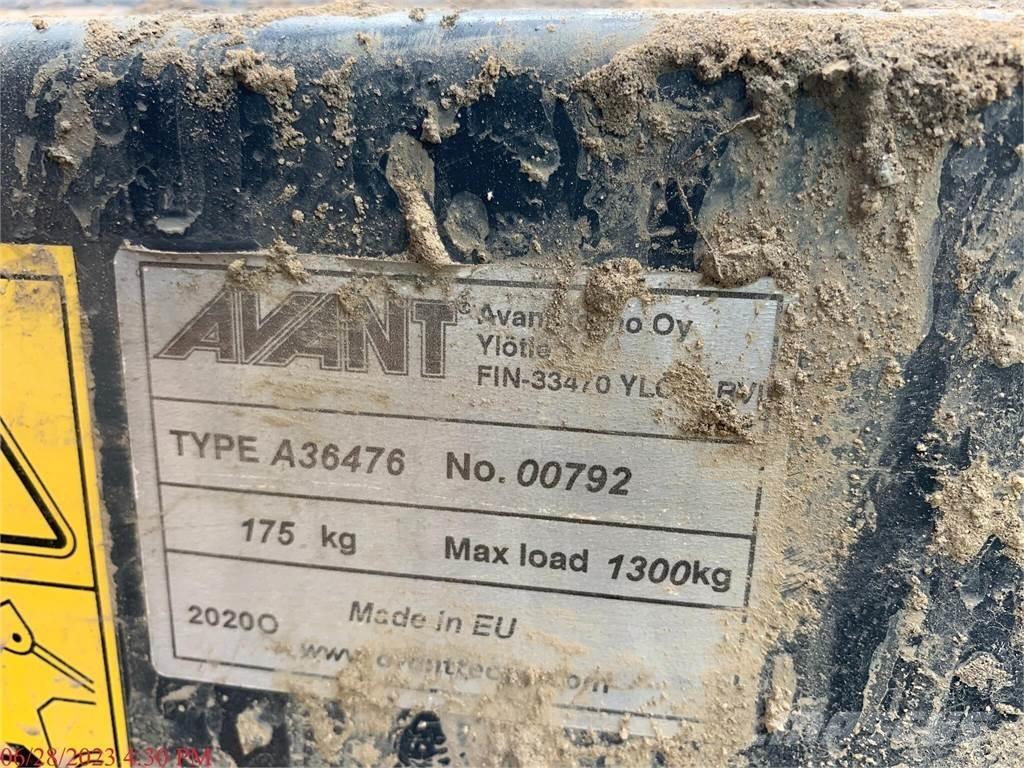 AVANT®
Oy
FIN-33470
TYPE A36476 No. 00792
175 kg Max load 1300kg
2020O Made in EU
06/28/2023 4:30 PM